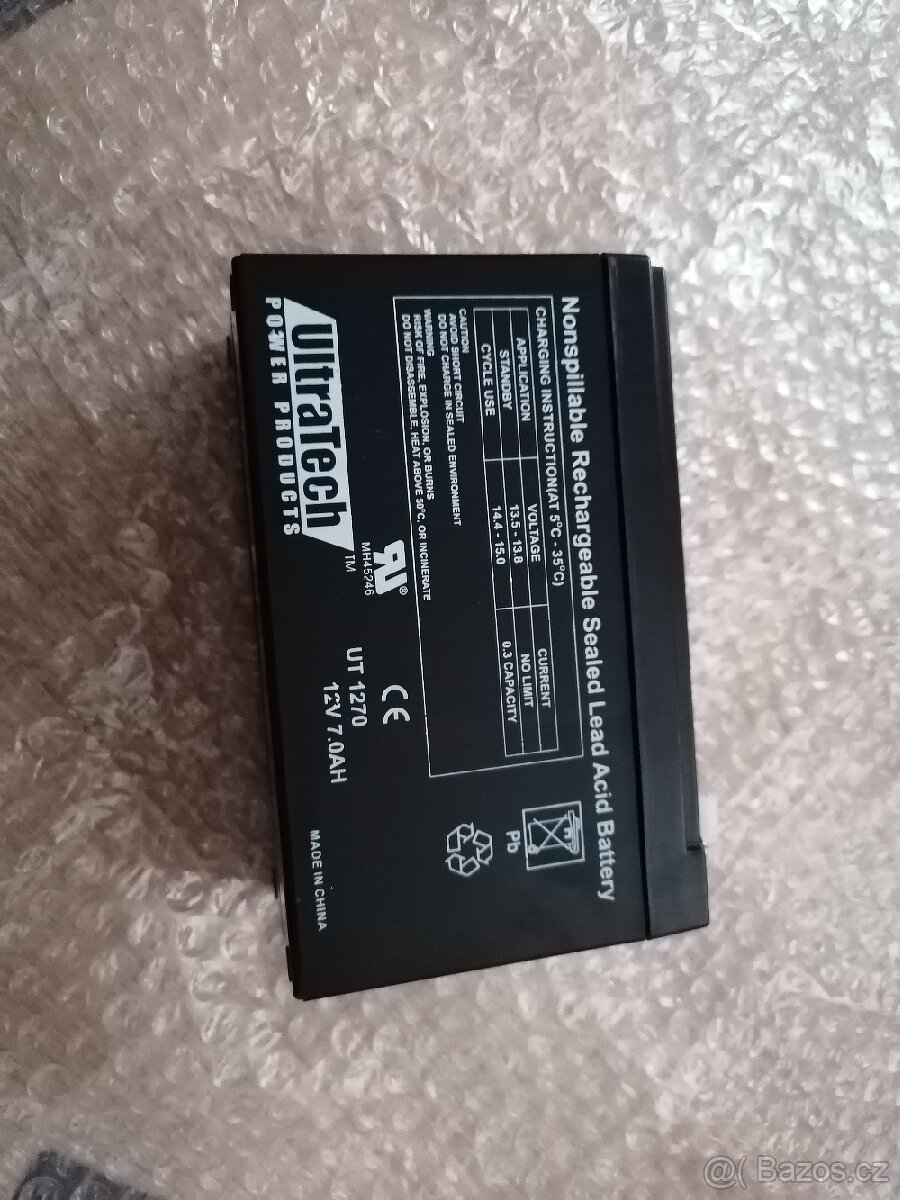 Nonspillable Rechargeable Sealed Lead Acid Battery
CHARGING INSTRUCTION(AT 5°C - 35°C)
APPLICATION VOLTAGE CURRENT
STANDBY 13.5 - 13.8 NO LIMIT
CYCLE USE 14.4 - 15.0 0.3 CAPACITY
CAUTION
AVOID SHORT CIRCUIT
DO NOT CHARGE IN SEALED ENVIRONMENT
WARNING
RISK OF FIRE, EXPLOSION, OR BURNS
DO NOT DISASSEMBLE, HEAT ABOVE 50°C, OR INCINERATE
Pb
UltraTech TM
POWER PRODUCTS
RU ®
MH45246
CE
UT 1270
12V 7.0AH
MADE IN CHINA
@( Bazos.cz